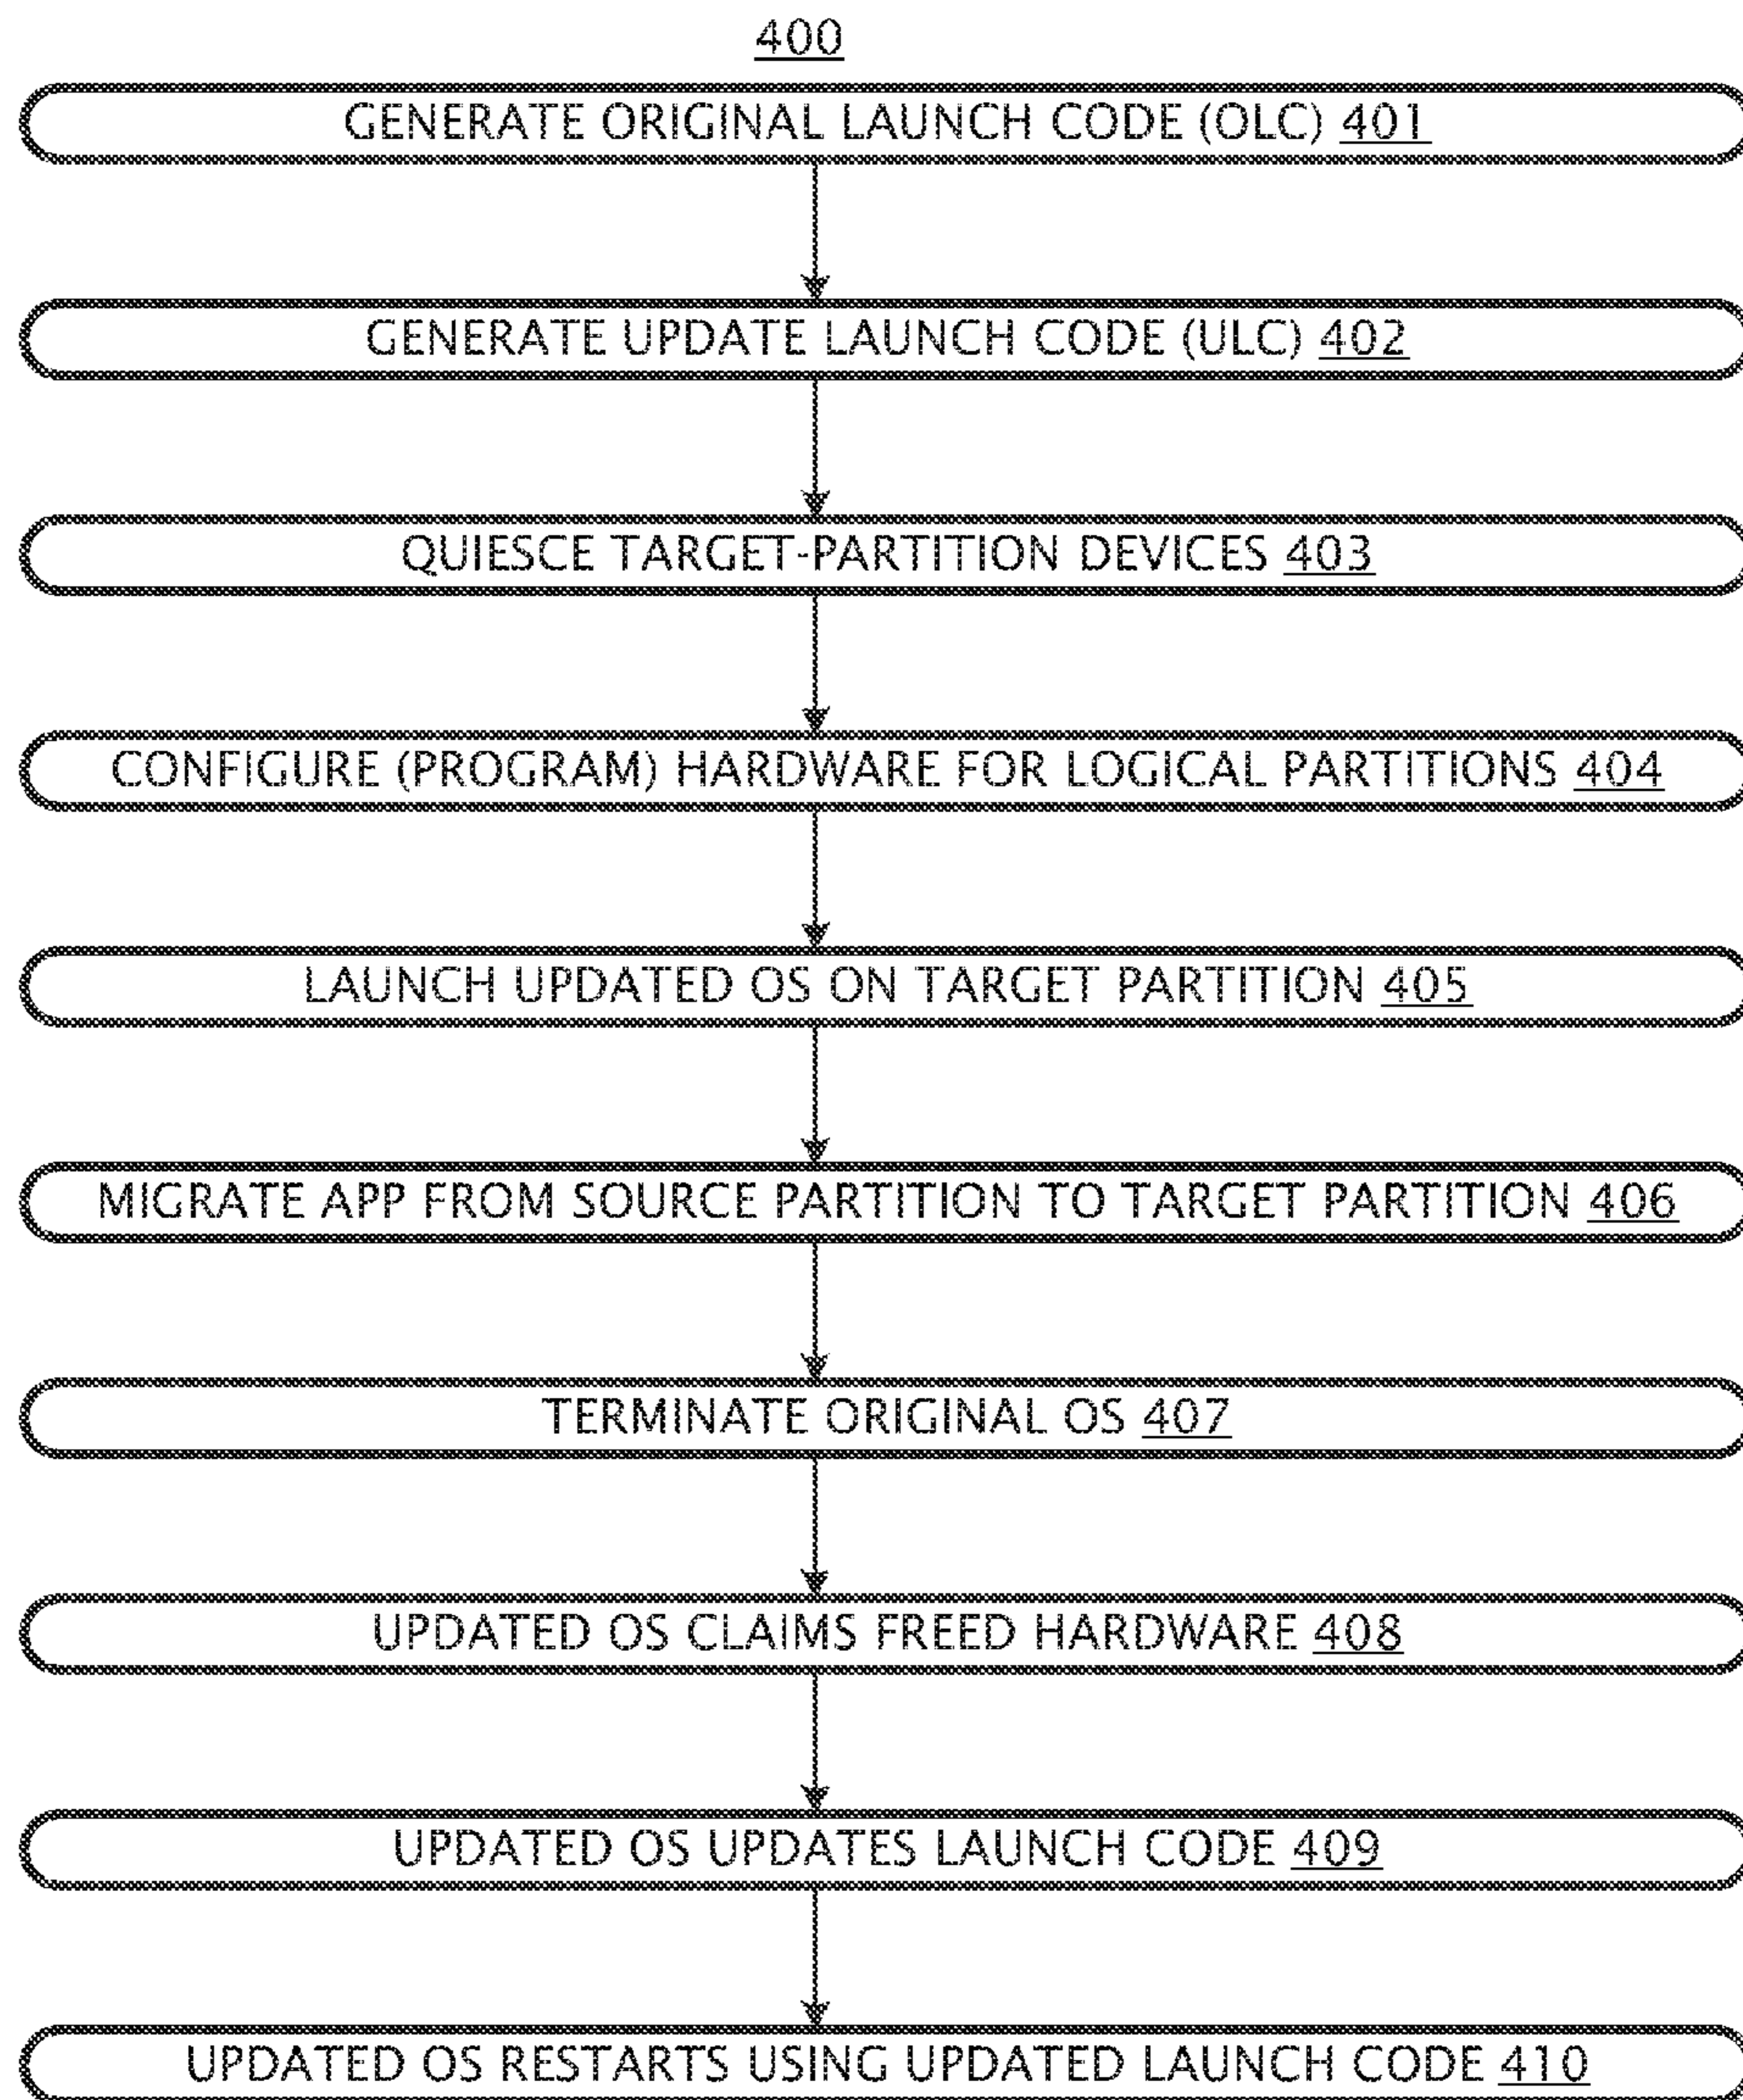 400
GENERATE ORIGINAL LAUNCH CODE (OLC) 401
GENERATE UPDATE LAUNCH CODE (ULC) 402
QUIESCE TARGET-PARTITION DEVICES 403
CONFIGURE (PROGRAM) HARDWARE FOR LOGICAL PARTITIONS 404
LAUNCH UPDATED OS ON TARGET PARTITION 405
MIGRATE APP FROM SOURCE PARTITION TO TARGET PARTITION 406
TERMINATE ORIGINAL OS 407
UPDATED OS CLAIMS FREED HARDWARE 408
UPDATED OS UPDATES LAUNCH CODE 409
UPDATED OS RESTARTS USING UPDATED LAUNCH CODE 410